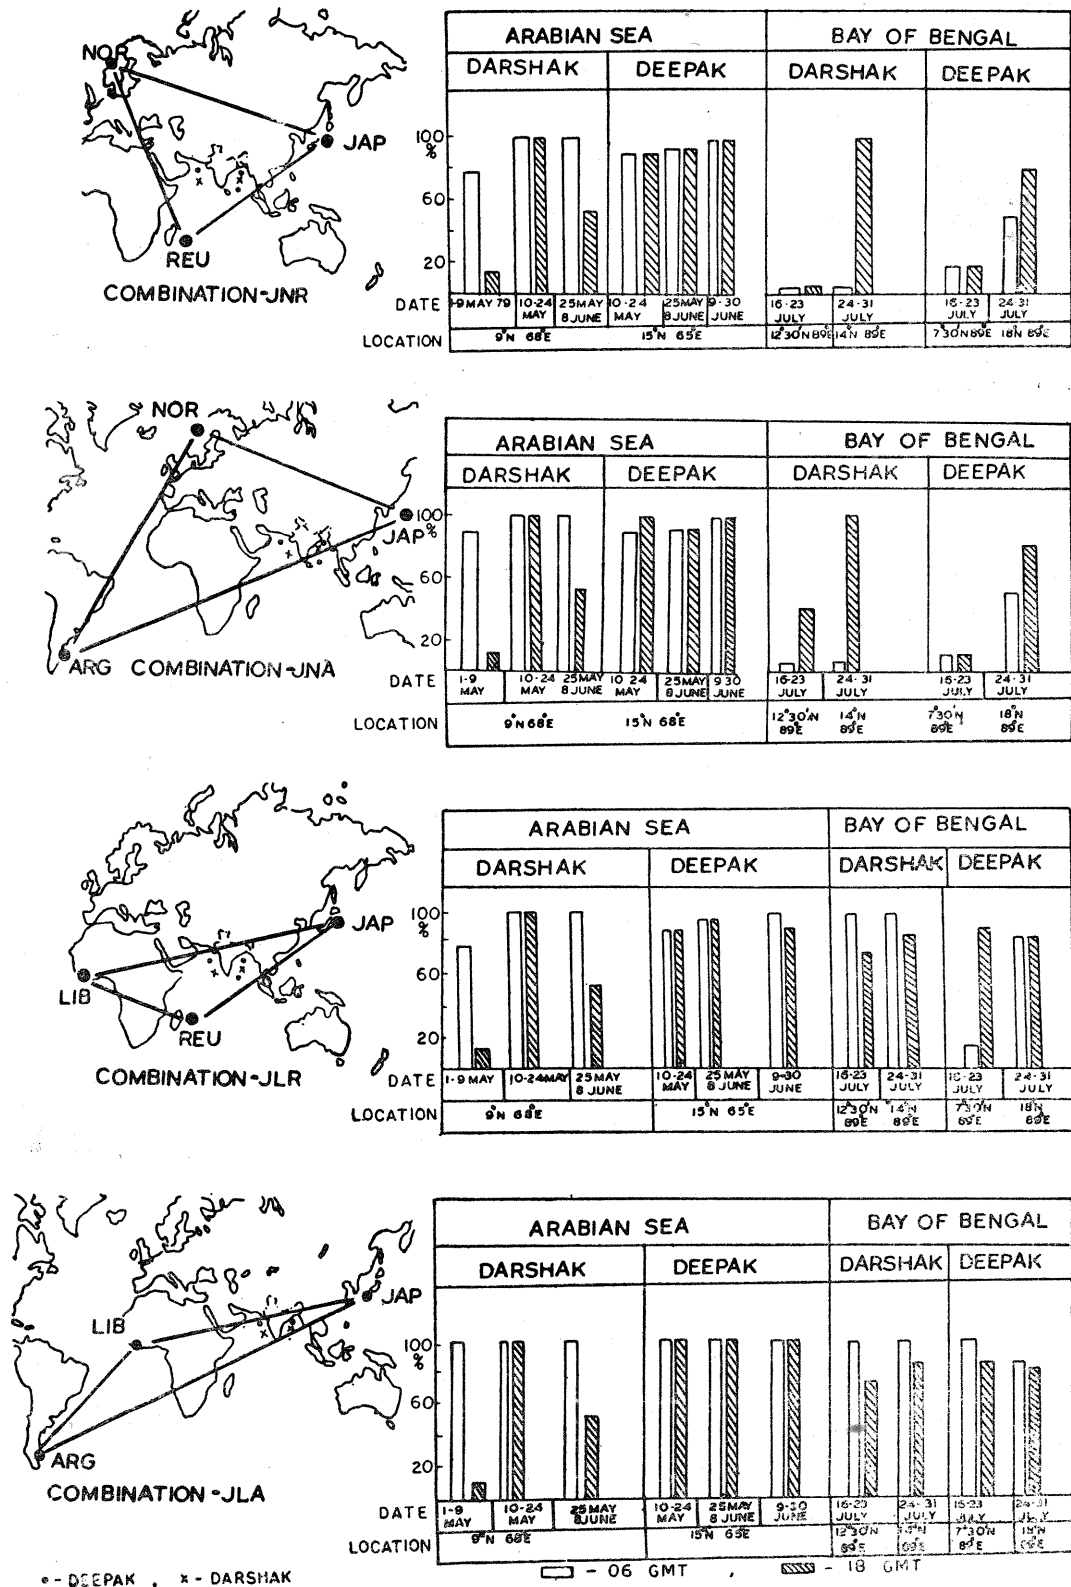 NOR
JAP
REU
COMBINATION-JNR
ARABIAN SEA BAY OF BENGAL
DARSHAK DEEPAK DARSHAK DEEPAK
100
%
60
20
DATE 1-9 MAY 79 10-24 MAY 25 MAY 8 JUNE 10-24 MAY 25 MAY 8 JUNE 9-30 JUNE 16-23 JULY 24-31 JULY 16-23 JULY 24-31 JULY
LOCATION 9°N 68°E 15°N 65°E 12°30'N 89°E 14°N 89°E 7°30'N 89°E 18°N 89°E
NOR
JAP
ARG COMBINATION-JNA
ARABIAN SEA BAY OF BENGAL
DARSHAK DEEPAK DARSHAK DEEPAK
100
%
60
20
DATE 1-9 MAY 10-24 MAY 25 MAY 8 JUNE 10 24 MAY 25 MAY 8 JUNE 9 30 JUNE 16-23 JULY 24-31 JULY 16-23 JULY 24-31 JULY
LOCATION 9°N 68°E 15°N 68°E 12°30'N 89°E 14°N 89°E 7°30'N 89°E 18°N 89°E
JAP
LIB
REU
COMBINATION-JLR
ARABIAN SEA BAY OF BENGAL
DARSHAK DEEPAK DARSHAK DEEPAK
100
%
60
20
DATE 1-9 MAY 10-24 MAY 25 MAY 8 JUNE 10-24 MAY 25 MAY 8 JUNE 9-30 JUNE 16-23 JULY 24-31 JULY 16-23 JULY 24-31 JULY
LOCATION 9°N 68°E 15°N 65°E 12°30'N 89°E 14°N 89°E 7°30'N 89°E 18°N 89°E
JAP
LIB
ARG
COMBINATION-JLA
ARABIAN SEA BAY OF BENGAL
DARSHAK DEEPAK DARSHAK DEEPAK
100
%
60
20
DATE 1-9 MAY 10-24 MAY 25 MAY 8 JUNE 10-24 MAY 25 MAY 8 JUNE 9-30 JUNE 16-23 JULY 24-31 JULY 16-23 JULY 24-31 JULY
LOCATION 9°N 68°E 15°N 65°E 12°30'N 89°E 14°N 89°E 7°30'N 89°E 18°N 89°E
- DEEPAK , x - DARSHAK - 06 GMT , - 18 GMT